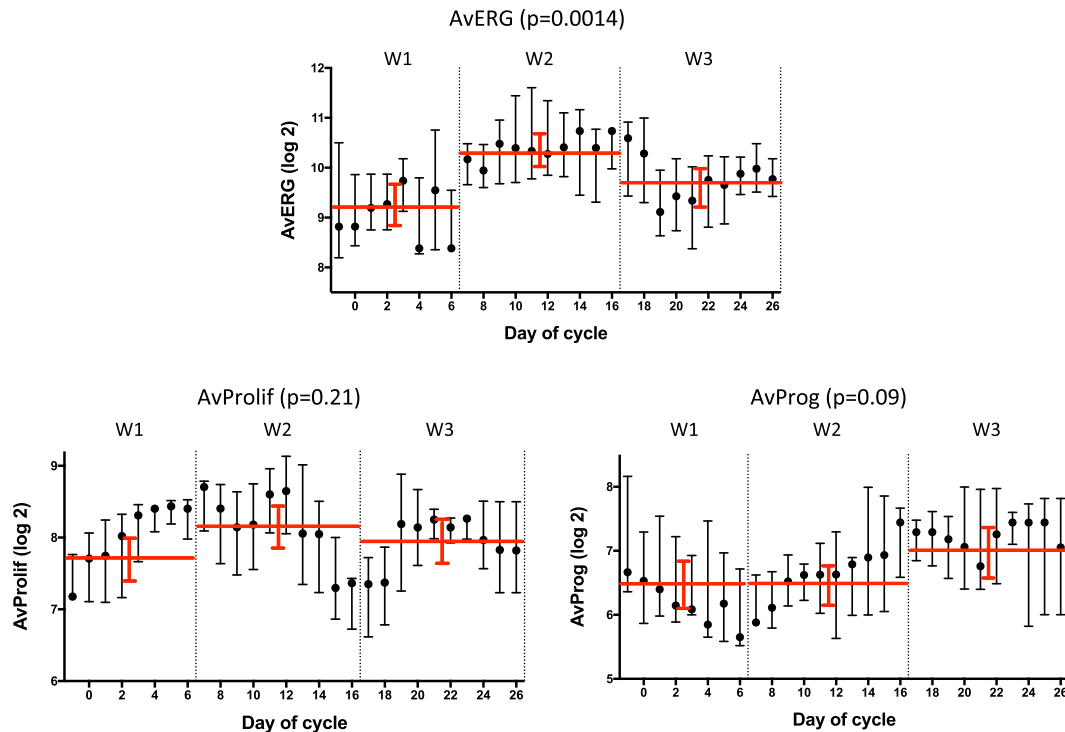 AvERG (p=0.0014)
W1 W2 W3
AvERG (log 2)
12
11
10
9
8
0 2 4 6 8 10 12 14 16 18 20 22 24 26
Day of cycle
AvProlif (p=0.21)
W1 W2 W3
AvProlif (log 2)
9
8
7
6
0 2 4 6 8 10 12 14 16 18 20 22 24 26
Day of cycle
AvProg (p=0.09)
W1 W2 W3
AvProg (log 2)
8
7
6
5
0 2 4 6 8 10 12 14 16 18 20 22 24 26
Day of cycle